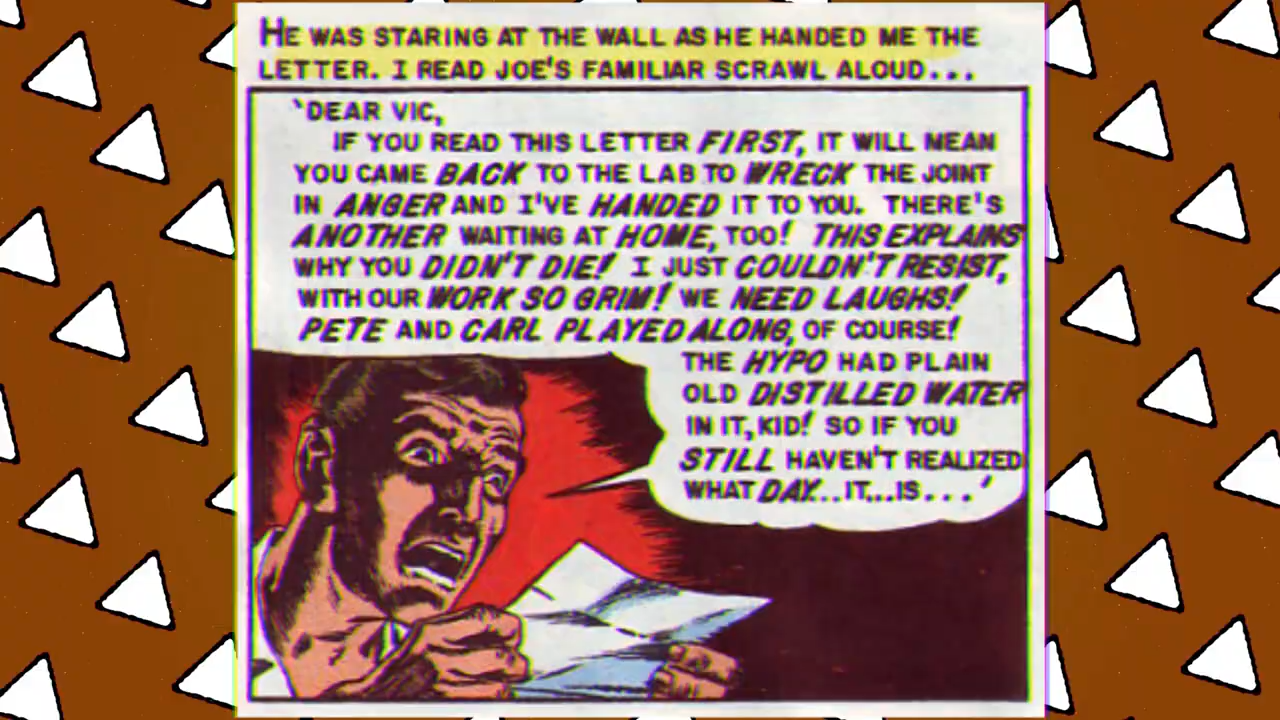 HE WAS STARING AT THE WALL AS HE HANDED ME THE
LETTER. I READ JOE'S FAMILIAR SCRAWL ALOUD...
'DEAR VIC,
IF YOU READ THIS LETTER FIRST, IT WILL MEAN
YOU CAME BACK TO THE LAB TO WRECK THE JOINT
IN ANGER AND I'VE HANDED IT TO YOU. THERE'S
ANOTHER WAITING AT HOME, TOO! THIS EXPLAINS
WHY YOU DIDN'T DIE! I JUST COULDN'T RESIST,
WITH OUR WORK SO GRIM! WE NEED LAUGHS!
PETE AND CARL PLAYED ALONG, OF COURSE!
THE HYPO HAD PLAIN
OLD DISTILLED WATER
IN IT, KID! SO IF YOU
STILL HAVEN'T REALIZED
WHAT DAY...IT...IS...'